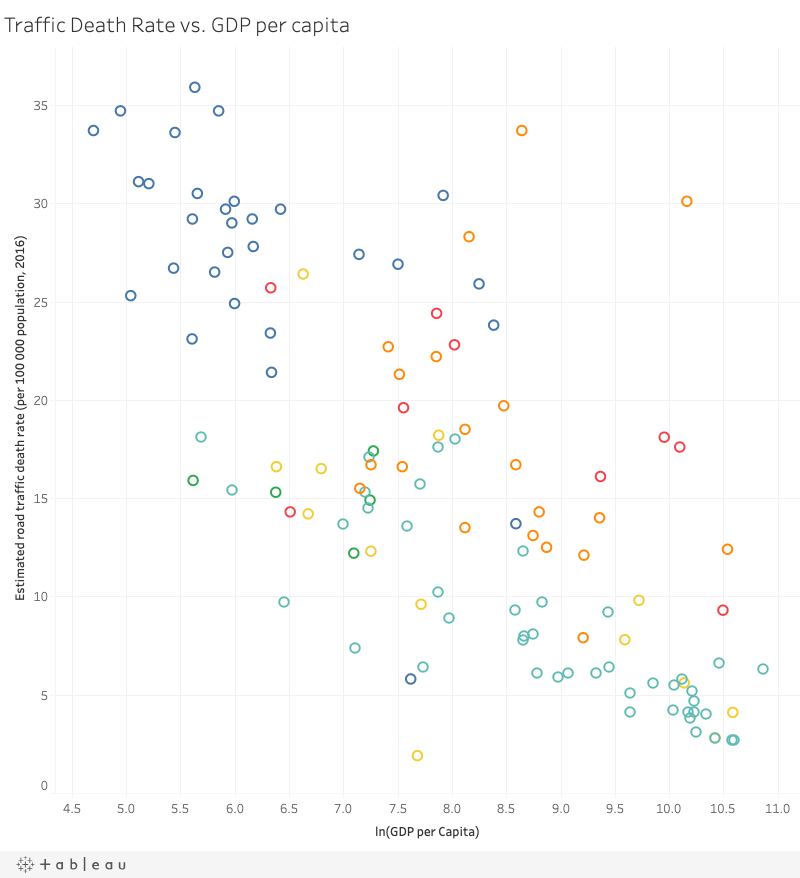 Traffic Death Rate vs. GDP per capita
Estimated road traffic death rate (per 100 000 population, 2016)
35
30
25
20
15
10
5
0
4.5 5.0 5.5 6.0 6.5 7.0 7.5 8.0 8.5 9.0 9.5 10.0 10.5 11.0
ln(GDP per Capita)
+ableau